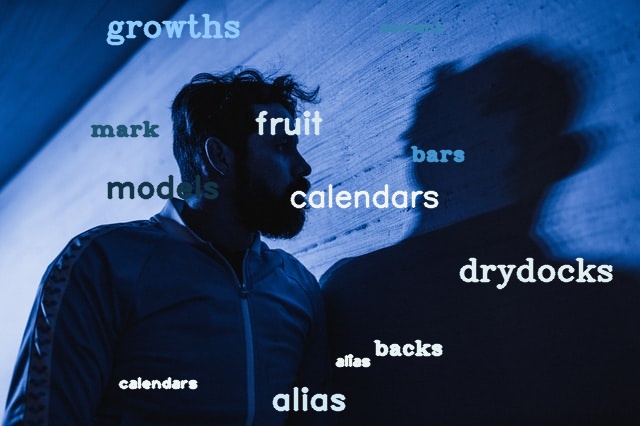 growths
fruit
mark
bars
models
calendars
drydocks
backs
alias
calendars
alias